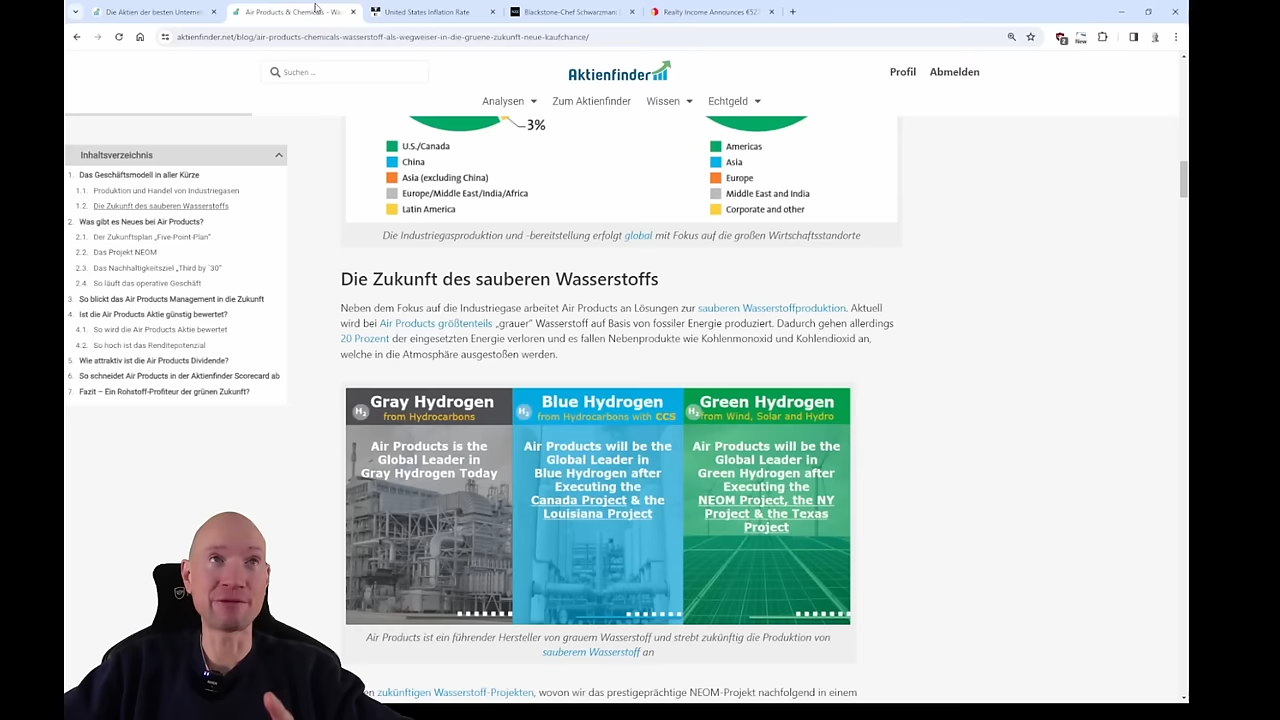 Die Aktien der besten Unterne
Air Products & Chemicals - Wa
United States Inflation Rate
Blackstone-Chef Schwarzman:
Realty Income Announces €52
aktienfinder.net/blog/air-products-chemicals-wasserstoff-als-wegweiser-in-die-gruene-zukunft-neue-kaufchance/
New
Suchen ...
Aktienfinder
Profil Abmelden
Analysen Zum Aktienfinder Wissen Echtgeld
3%
Inhaltsverzeichnis
1. Das Geschäftsmodell in aller Kürze
1.1. Produktion und Handel von Industriegasen
1.2. Die Zukunft des sauberen Wasserstoffs
2. Was gibt es Neues bei Air Products?
2.1. Der Zukunftsplan „Five-Point-Plan"
2.2. Das Projekt NEOM
2.3. Das Nachhaltigkeitsziel „Third by ´30"
2.4. So läuft das operative Geschäft
3. So blickt das Air Products Management in die Zukunft
4. Ist die Air Products Aktie günstig bewertet?
4.1. So wird die Air Products Aktie bewertet
4.2. So hoch ist das Renditepotenzial
5. Wie attraktiv ist die Air Products Dividende?
6. So schneidet Air Products in der Aktienfinder Scorecard ab
7. Fazit – Ein Rohstoff-Profiteur der grünen Zukunft?
U.S./Canada
China
Asia (excluding China)
Europe/Middle East/India/Africa
Latin America
Americas
Asia
Europe
Middle East and India
Corporate and other
Die Industriegasproduktion und -bereitstellung erfolgt global mit Fokus auf die großen Wirtschaftsstandorte
Die Zukunft des sauberen Wasserstoffs
Neben dem Fokus auf die Industriegase arbeitet Air Products an Lösungen zur sauberen Wasserstoffproduktion. Aktuell
wird bei Air Products größtenteils „grauer" Wasserstoff auf Basis von fossiler Energie produziert. Dadurch gehen allerdings
20 Prozent der eingesetzten Energie verloren und es fallen Nebenprodukte wie Kohlenmonoxid und Kohlendioxid an,
welche in die Atmosphäre ausgestoßen werden.
H2
Gray Hydrogen
from Hydrocarbons
Air Products is the
Global Leader in
Gray Hydrogen Today
H2
Blue Hydrogen
from Hydrocarbons with CCS
Air Products will be the
Global Leader in
Blue Hydrogen after
Executing the
Canada Project & the
Louisiana Project
H2
Green Hydrogen
from Wind, Solar and Hydro
Air Products will be the
Global Leader in
Green Hydrogen after
Executing the
NEOM Project, the NY
Project & the Texas
Project
Air Products ist ein führender Hersteller von grauem Wasserstoff und strebt zukünftig die Produktion von
sauberem Wasserstoff an
en zukünftigen Wasserstoff-Projekten, wovon wir das prestigeprächtige NEOM-Projekt nachfolgend in einem